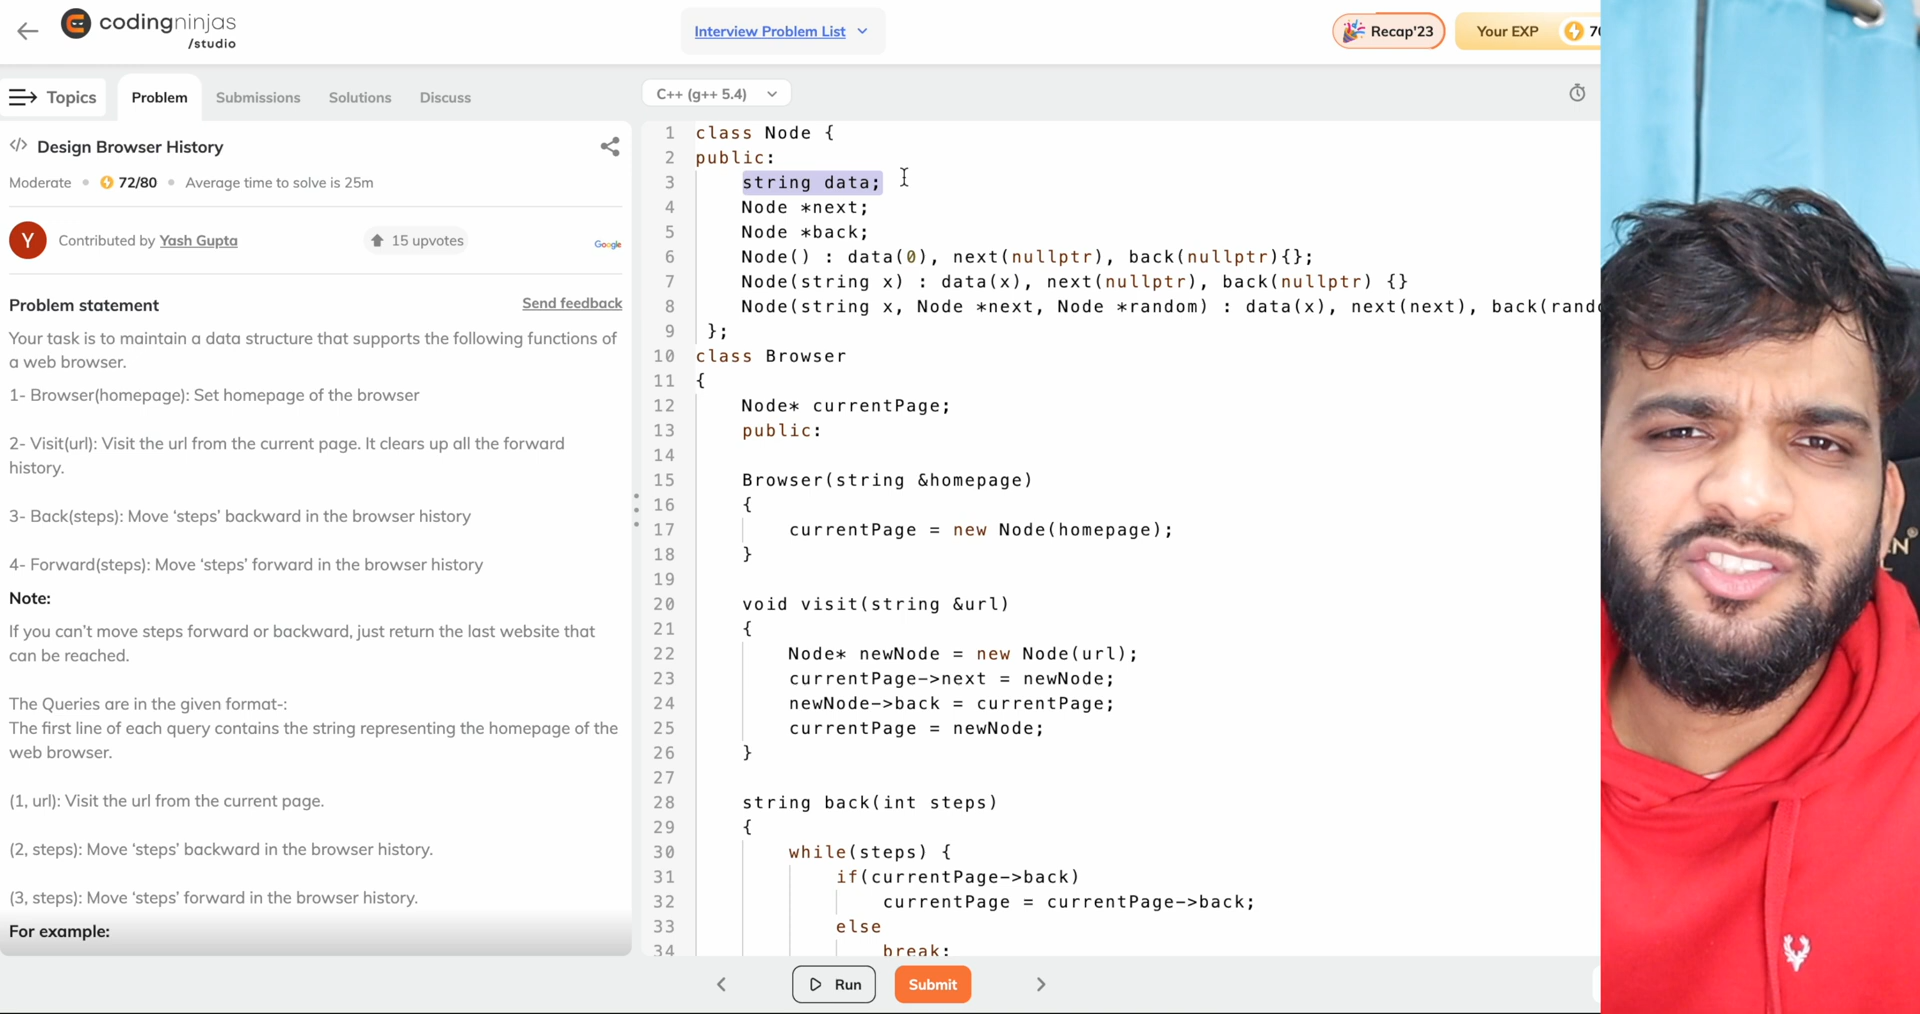 codingninjas
/studio
Interview Problem List
Recap'23
Your EXP
Topics
Problem
Submissions
Solutions
Discuss
C++ (g++ 5.4)
</> Design Browser History
Moderate • 72/80 • Average time to solve is 25m
Y
Contributed by Yash Gupta
15 upvotes
Google
Problem statement
Send feedback
Your task is to maintain a data structure that supports the following functions of
a web browser.
1- Browser(homepage): Set homepage of the browser
2- Visit(url): Visit the url from the current page. It clears up all the forward
history.
3- Back(steps): Move ‘steps’ backward in the browser history
4- Forward(steps): Move ‘steps’ forward in the browser history
Note:
If you can’t move steps forward or backward, just return the last website that
can be reached.
The Queries are in the given format-:
The first line of each query contains the string representing the homepage of the
web browser.
(1, url): Visit the url from the current page.
(2, steps): Move ‘steps’ backward in the browser history.
(3, steps): Move ‘steps’ forward in the browser history.
For example:
1 class Node {
2 public:
3 string data;
4 Node *next;
5 Node *back;
6 Node() : data(0), next(nullptr), back(nullptr){};
7 Node(string x) : data(x), next(nullptr), back(nullptr) {}
8 Node(string x, Node *next, Node *random) : data(x), next(next), back(rand
9 };
10 class Browser
11 {
12 Node* currentPage;
13 public:
14
15 Browser(string &homepage)
16 {
17 currentPage = new Node(homepage);
18 }
19
20 void visit(string &url)
21 {
22 Node* newNode = new Node(url);
23 currentPage->next = newNode;
24 newNode->back = currentPage;
25 currentPage = newNode;
26 }
27
28 string back(int steps)
29 {
30 while(steps) {
31 if(currentPage->back)
32 currentPage = currentPage->back;
33 else
34 break;
Run
Submit